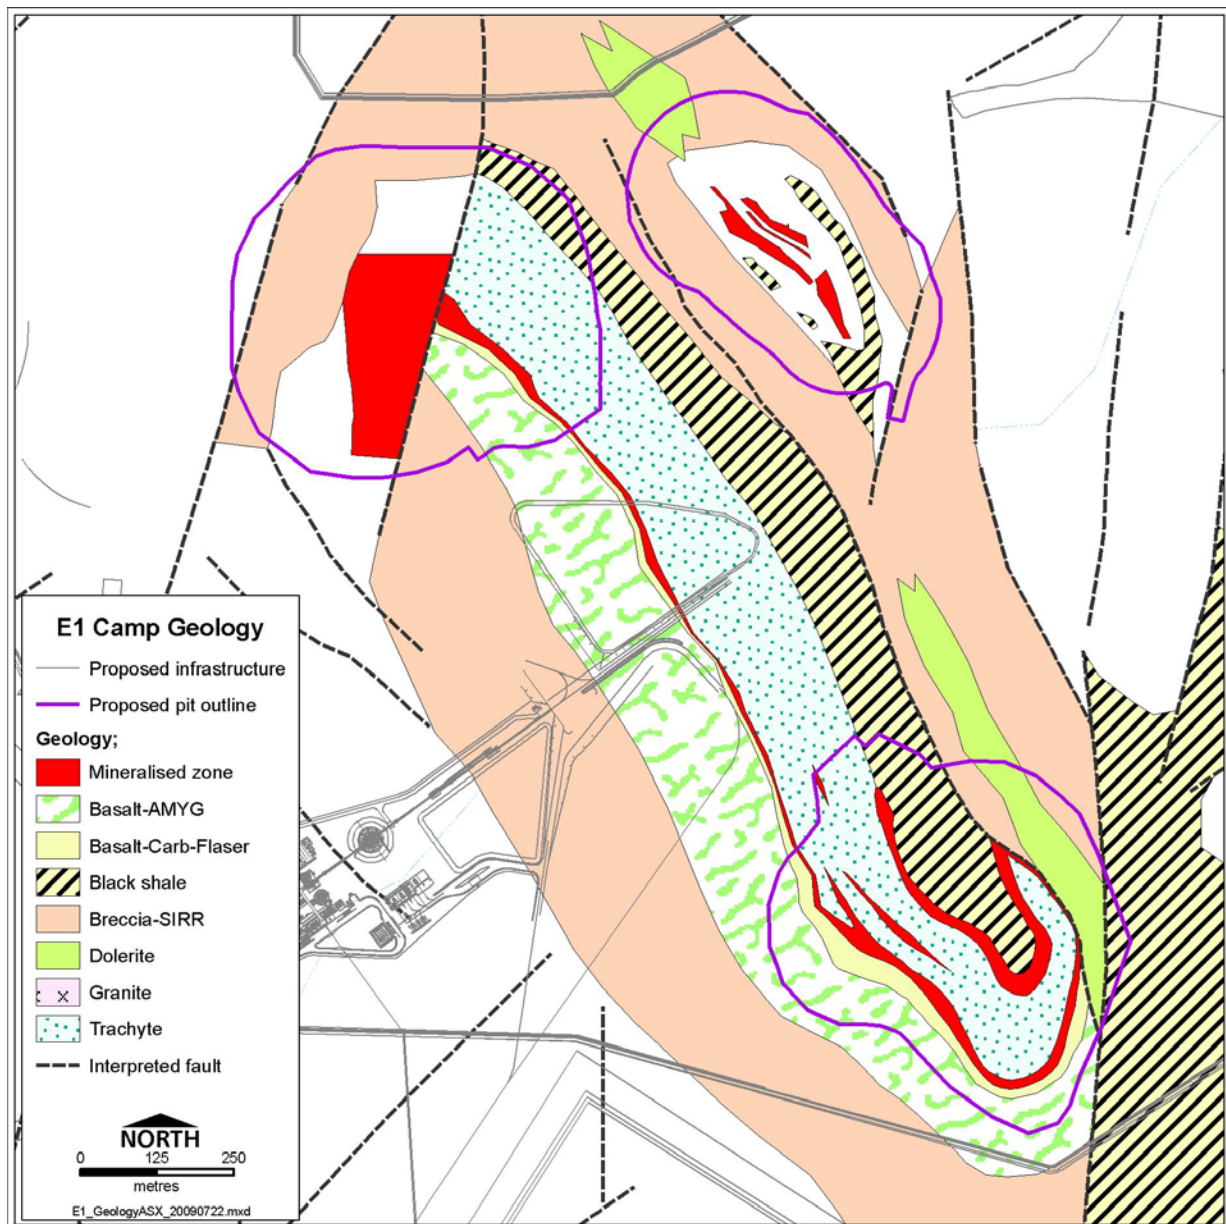 E1 Camp Geology
Proposed infrastructure
Proposed pit outline
Geology;
Mineralised zone
Basalt-AMYG
Basalt-Carb-Flaser
Black shale
Breccia-SIRR
Dolerite
Granite
Trachyte
Interpreted fault
NORTH
0 125 250
metres
E1_GeologyASX_20090722.mxd